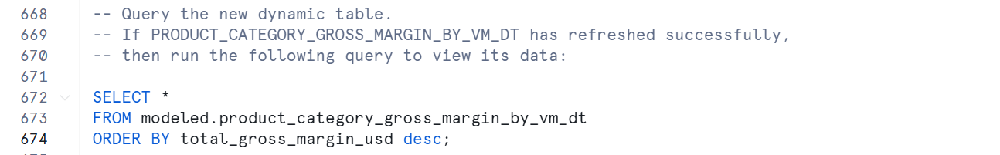 668 -- Query the new dynamic table.
669 -- If PRODUCT_CATEGORY_GROSS_MARGIN_BY_VM_DT has refreshed successfully,
670 -- then run the following query to view its data:
671
672 SELECT *
673 FROM modeled.product_category_gross_margin_by_vm_dt
674 ORDER BY total_gross_margin_usd desc;